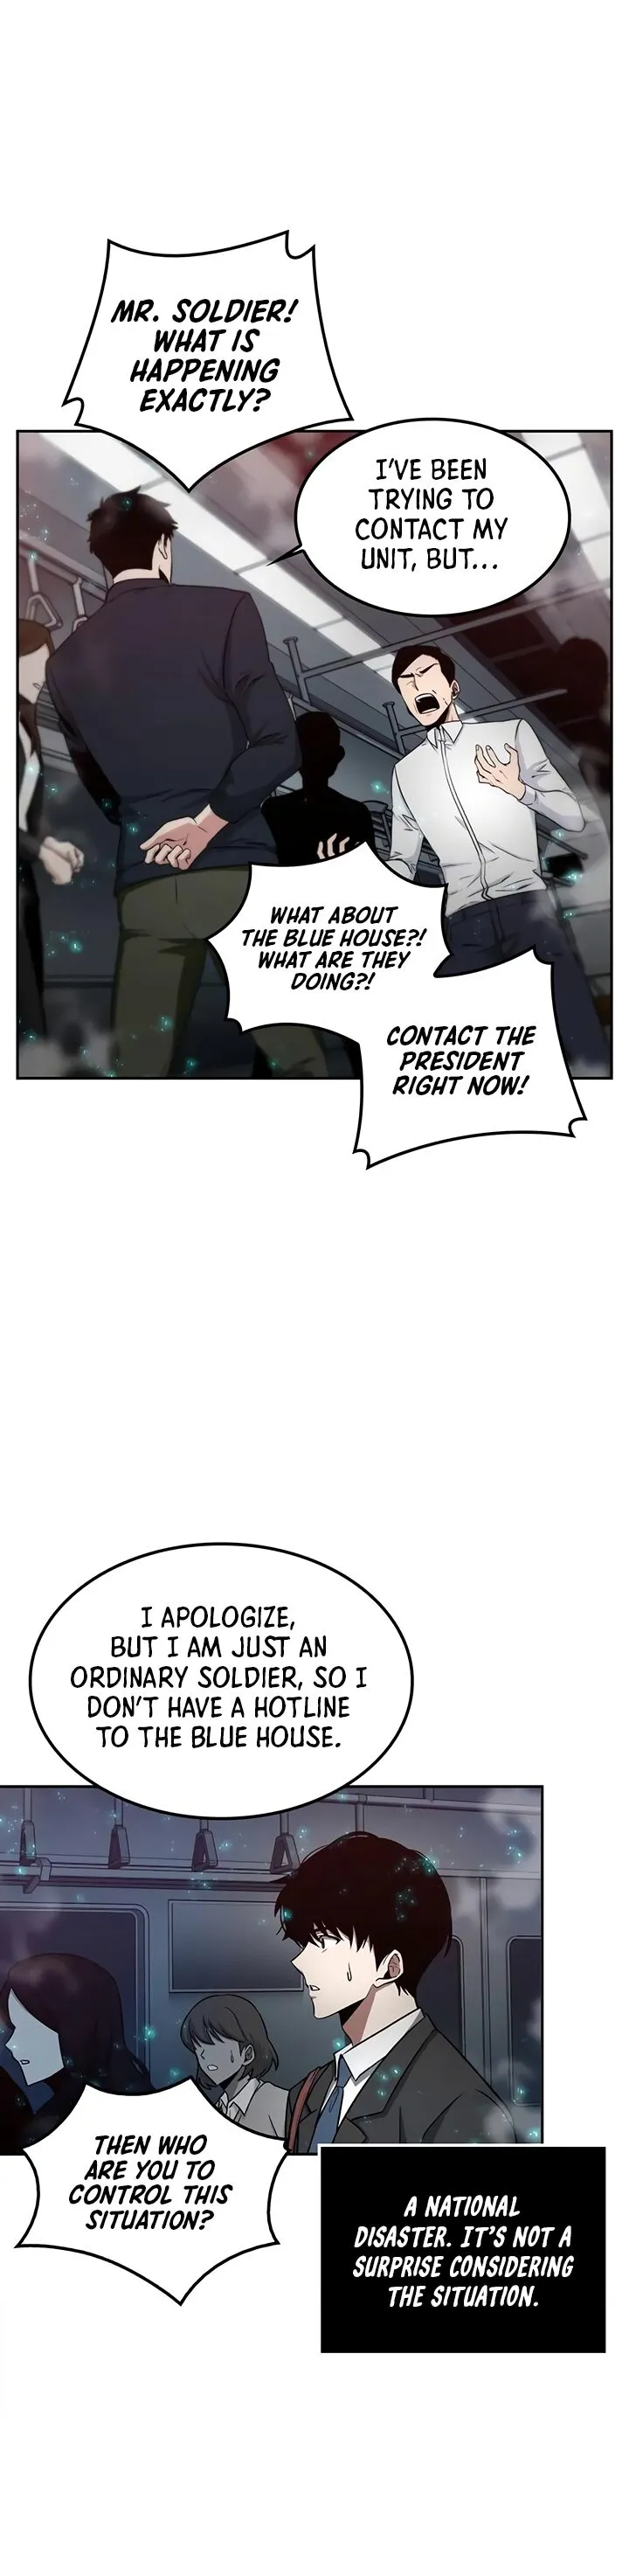 MR. SOLDIER!
WHAT IS
HAPPENING
EXACTLY?
I'VE BEEN
TRYING TO
CONTACT MY
UNIT, BUT...
WHAT ABOUT
THE BLUE HOUSE?!
WHAT ARE THEY
DOING?!
CONTACT THE
PRESIDENT
RIGHT NOW!
I APOLOGIZE,
BUT I AM JUST AN
ORDINARY SOLDIER, SO I
DON'T HAVE A HOTLINE
TO THE BLUE HOUSE.
THEN WHO
ARE YOU TO
CONTROL THIS
SITUATION?
A NATIONAL
DISASTER. IT'S NOT A
SURPRISE CONSIDERING
THE SITUATION.